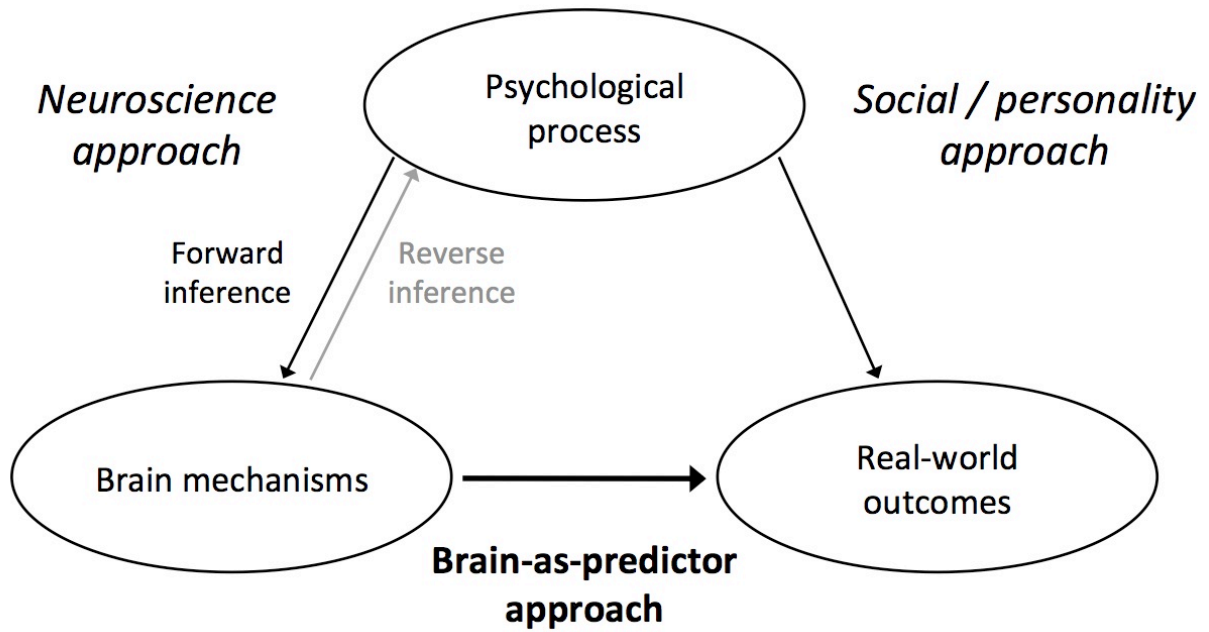 Neuroscience
approach
Psychological
process
Social / personality
approach
Forward
inference
Reverse
inference
Brain mechanisms
Real-world
outcomes
Brain-as-predictor
approach